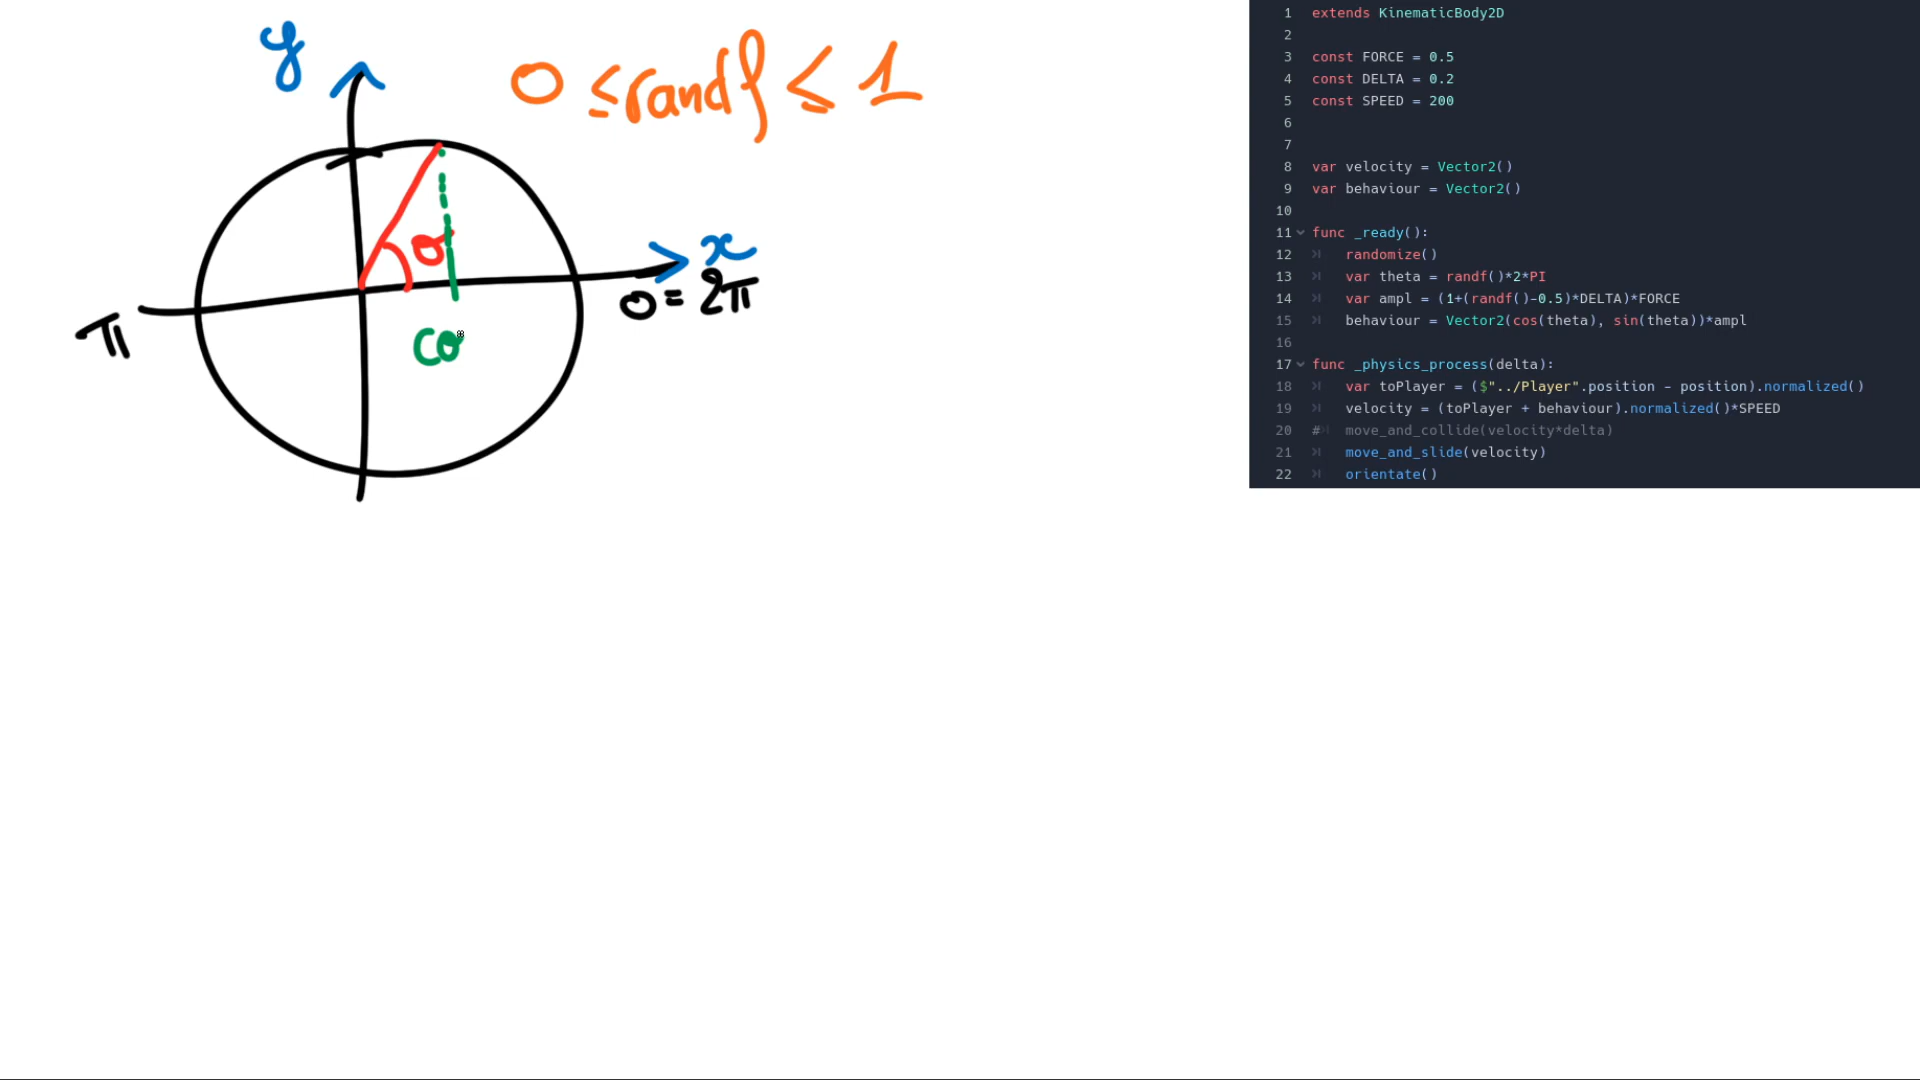 y
0 ≤ randf ≤ 1
x
0 = 2π
π
co
1 extends KinematicBody2D
2
3 const FORCE = 0.5
4 const DELTA = 0.2
5 const SPEED = 200
6
7
8 var velocity = Vector2()
9 var behaviour = Vector2()
10
11 func _ready():
12 randomize()
13 var theta = randf()*2*PI
14 var ampl = (1+(randf()-0.5)*DELTA)*FORCE
15 behaviour = Vector2(cos(theta), sin(theta))*ampl
16
17 func _physics_process(delta):
18 var toPlayer = ($"../Player".position - position).normalized()
19 velocity = (toPlayer + behaviour).normalized()*SPEED
20 # move_and_collide(velocity*delta)
21 move_and_slide(velocity)
22 orientate()